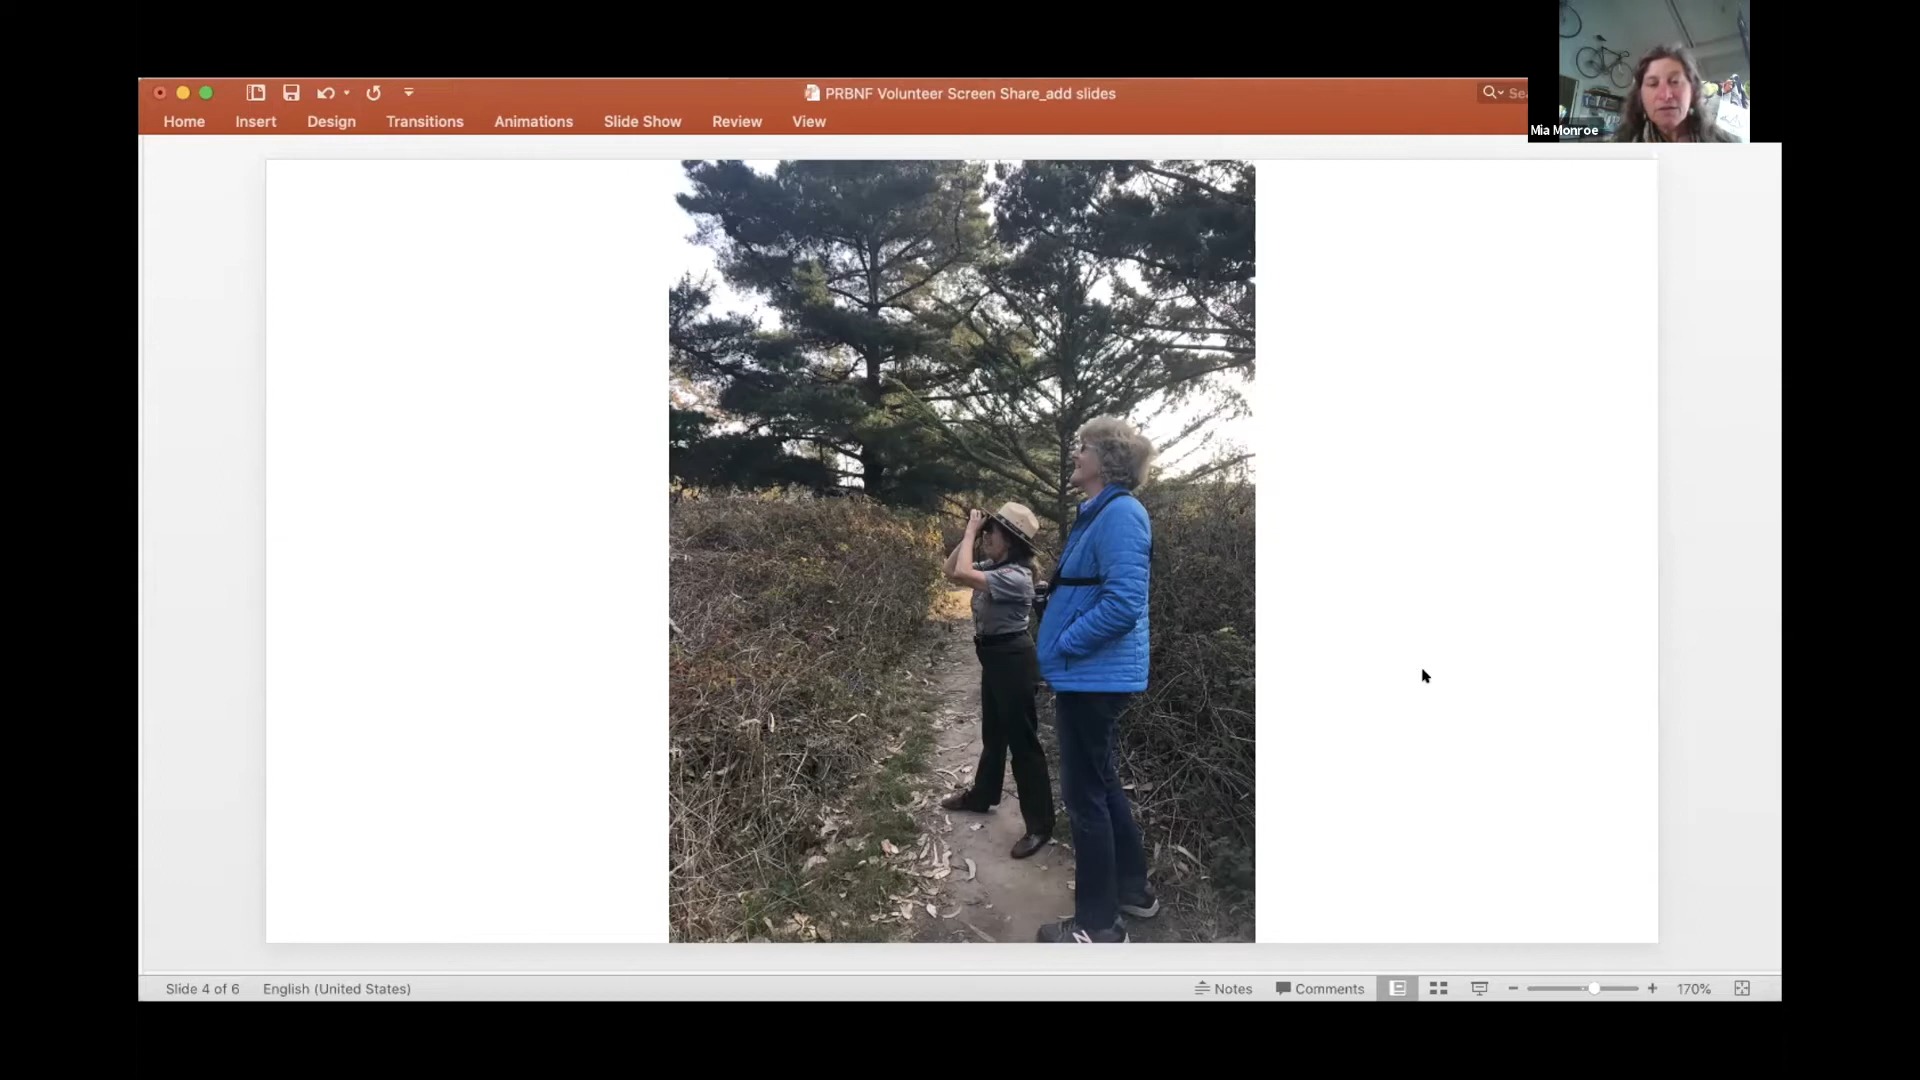 PRBNF Volunteer Screen Share_add slides
Se
Mia Monroe
Home Insert Design Transitions Animations Slide Show Review View
Slide 4 of 6 English (United States) Notes Comments 170%